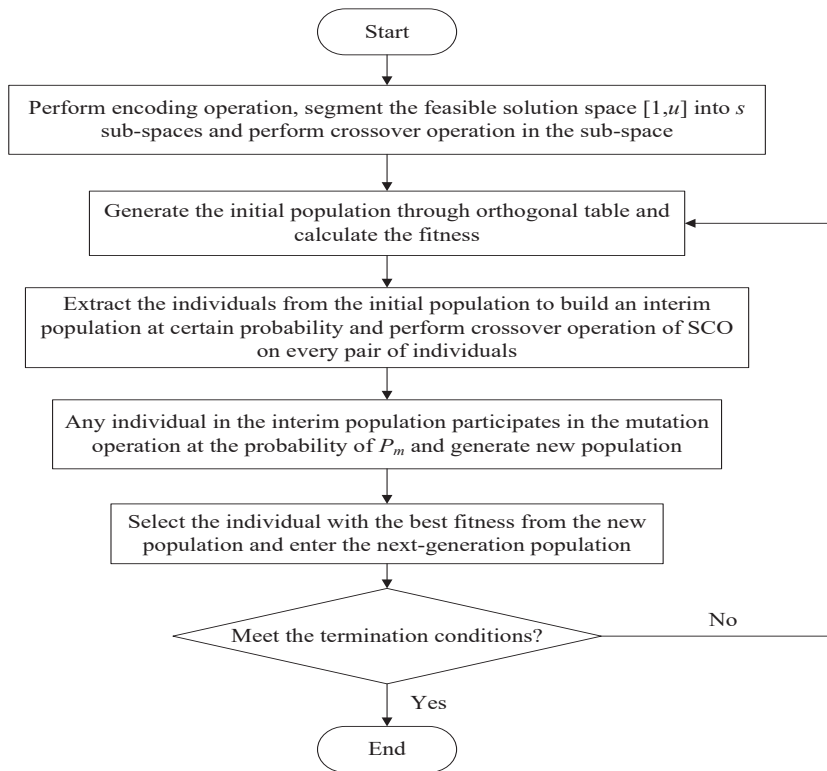 Start
Perform encoding operation, segment the feasible solution space [1,u] into s
sub-spaces and perform crossover operation in the sub-space
Generate the initial population through orthogonal table and
calculate the fitness
Extract the individuals from the initial population to build an interim
population at certain probability and perform crossover operation of SCO
on every pair of individuals
Any individual in the interim population participates in the mutation
operation at the probability of Pm and generate new population
Select the individual with the best fitness from the new
population and enter the next-generation population
Meet the termination conditions?
No
Yes
End